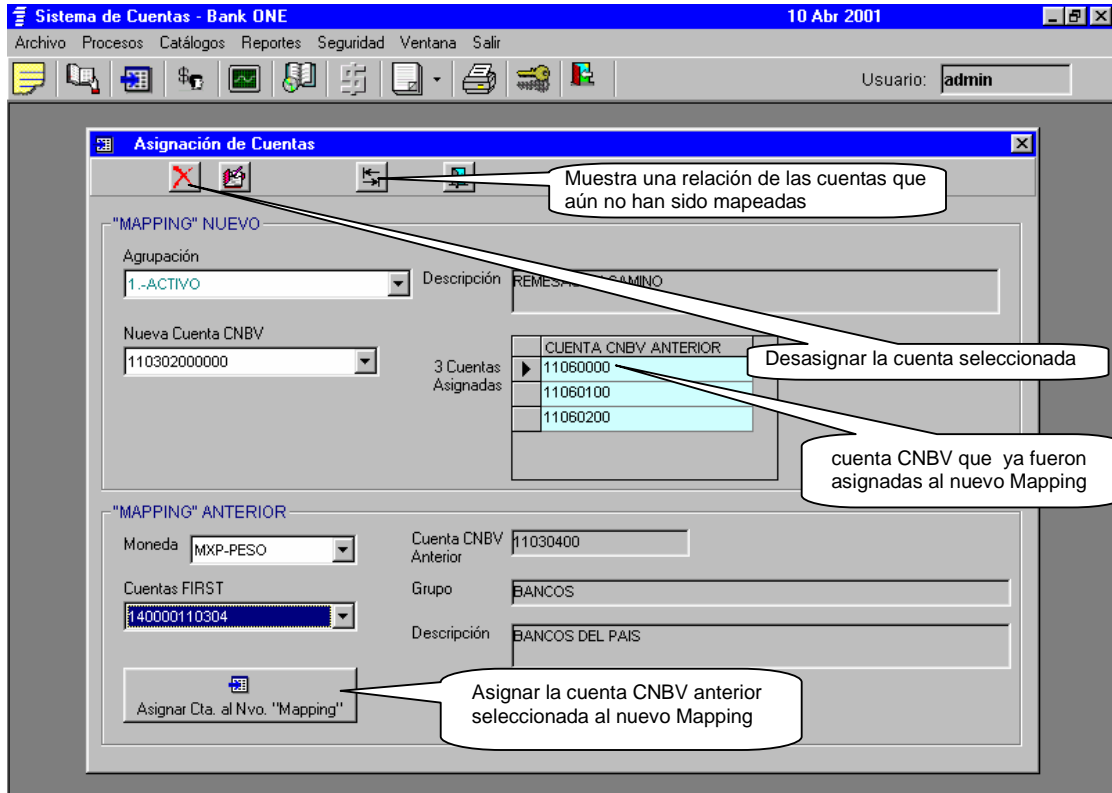 Sistema de Cuentas - Bank ONE 10 Abr 2001
Archivo Procesos Catálogos Reportes Seguridad Ventana Salir
Usuario: admin
Asignación de Cuentas
Muestra una relación de las cuentas que
aún no han sido mapeadas
"MAPPING" NUEVO
Agrupación
1.-ACTIVO
Descripción
CAMINO
Nueva Cuenta CNBV
110302000000
3 Cuentas
Asignadas
CUENTA CNBV ANTERIOR
11060000
11060100
11060200
Desasignar la cuenta seleccionada
cuenta CNBV que ya fueron
asignadas al nuevo Mapping
"MAPPING" ANTERIOR
Moneda MXP-PESO
Cuenta CNBV
Anterior
11030400
Cuentas FIRST
140000110304
Grupo BANCOS
Descripción BANCOS DEL PAIS
Asignar Cta. al Nvo. "Mapping"
Asignar la cuenta CNBV anterior
seleccionada al nuevo Mapping